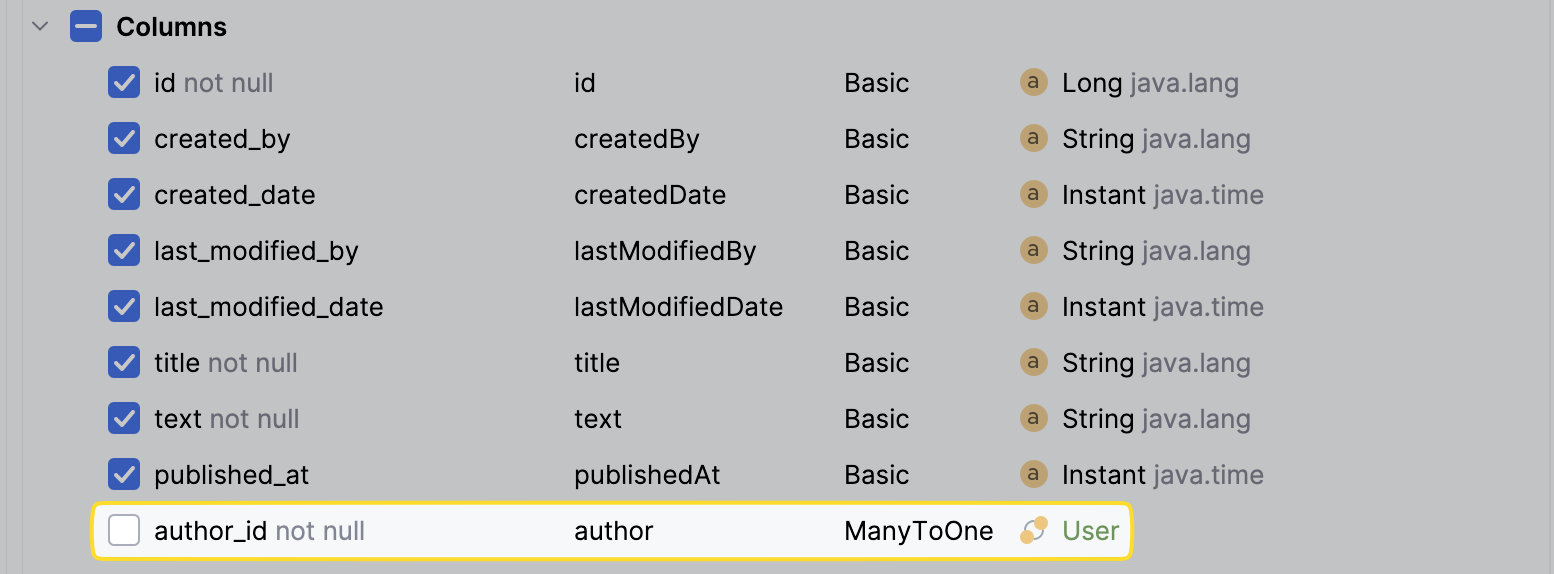 Columns
id not null id Basic a Long java.lang
created_by createdBy Basic a String java.lang
created_date createdDate Basic a Instant java.time
last_modified_by lastModifiedBy Basic a String java.lang
last_modified_date lastModifiedDate Basic a Instant java.time
title not null title Basic a String java.lang
text not null text Basic a String java.lang
published_at publishedAt Basic a Instant java.time
author_id not null author ManyToOne User